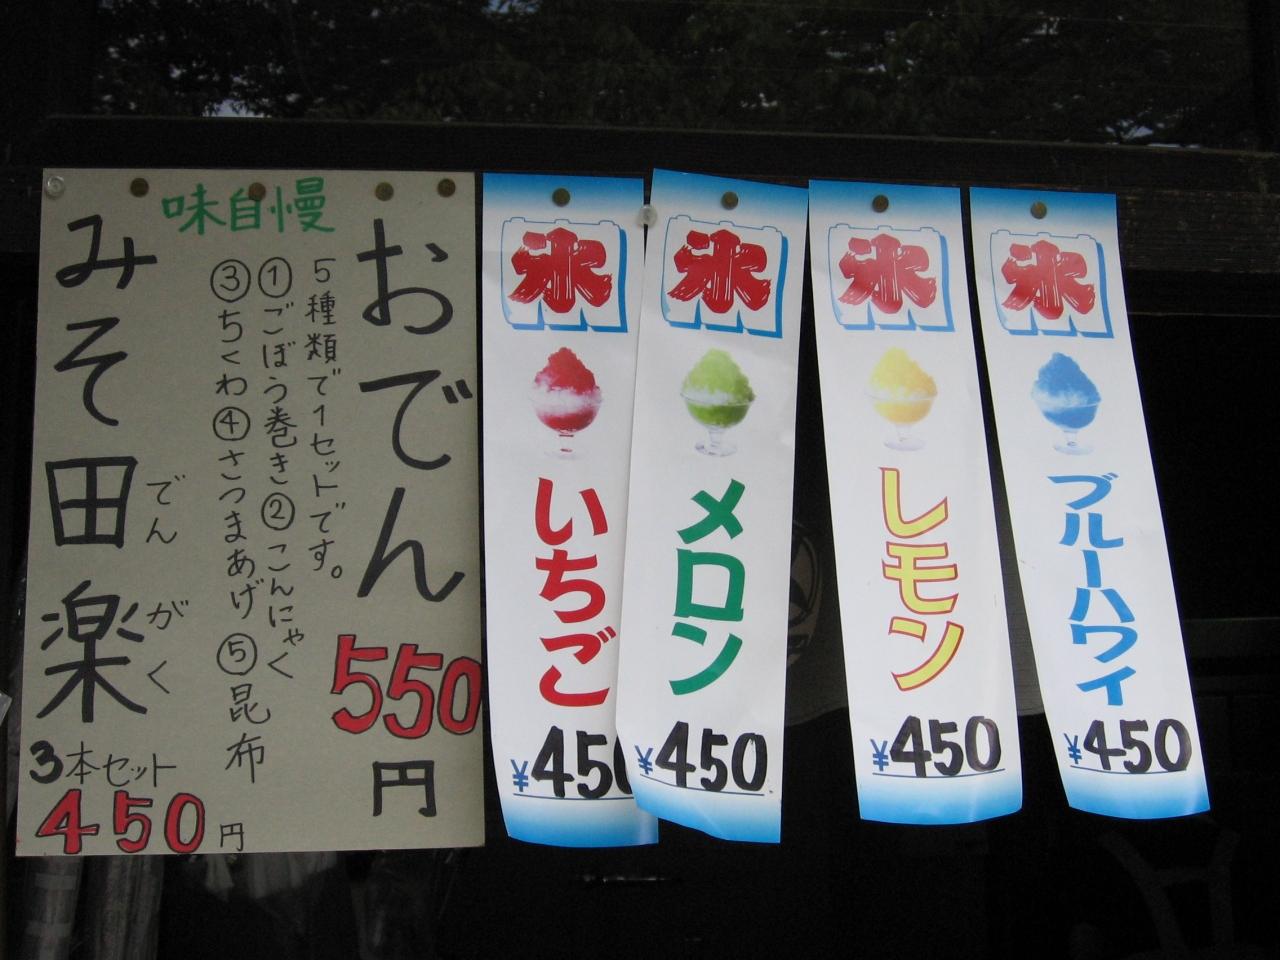 味自慢
おでん
550円
5種類で1セットです。
①ごぼう巻き②こんにゃく
③ちくわ④さつまあげ⑤昆布
みそ田楽
でんがく
3本セット
450円
氷
いちご
¥450
氷
メロン
¥450
氷
レモン
¥450
氷
ブルーハワイ
¥450